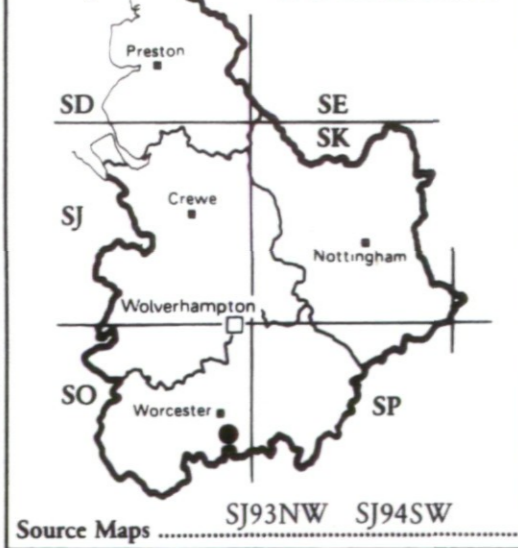 Preston
SD SE
SK
Crewe
SJ
Nottingham
Wolverhampton
SO
SP
Worcester
SJ93NW SJ94SW
Source Maps